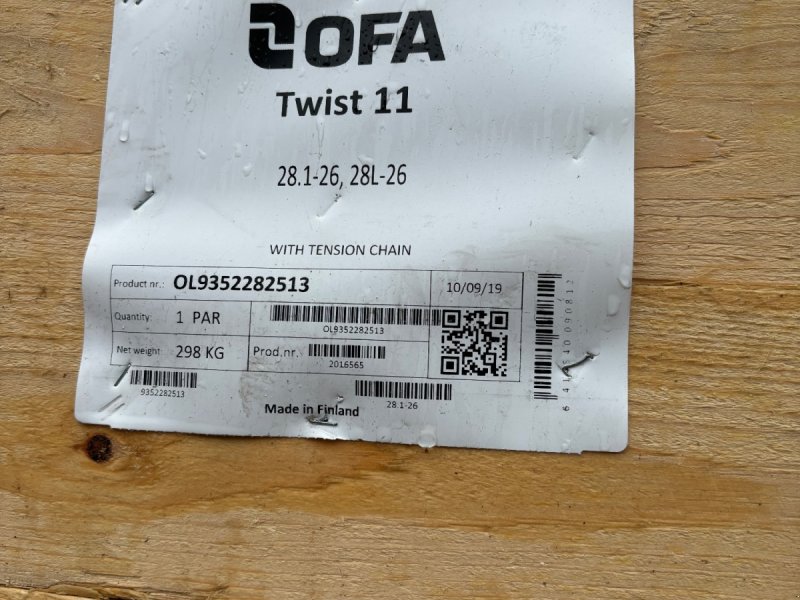 OFA
Twist 11
28.1-26, 28L-26
WITH TENSION CHAIN
Product nr.: OL9352282513 10/09/19
Quantity: 1 PAR
OL9352282513
Net weight 298 KG Prod.nr.
2016565
9352282513
28.1-26
Made in Finland